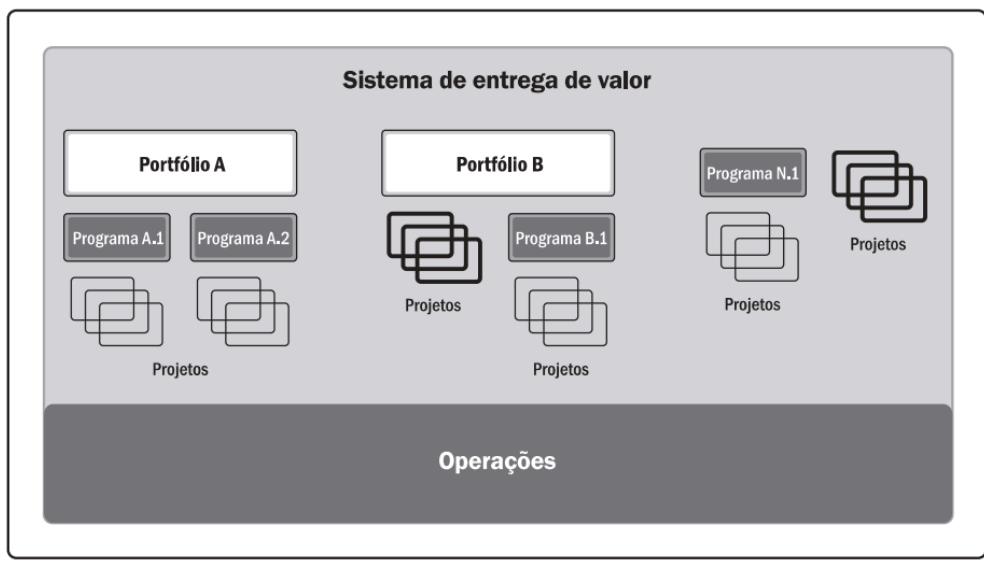 Sistema de entrega de valor
Portfólio A
Portfólio B
Programa N.1
Programa A.1
Programa A.2
Programa B.1
Projetos
Projetos
Projetos
Projetos
Projetos
Operações